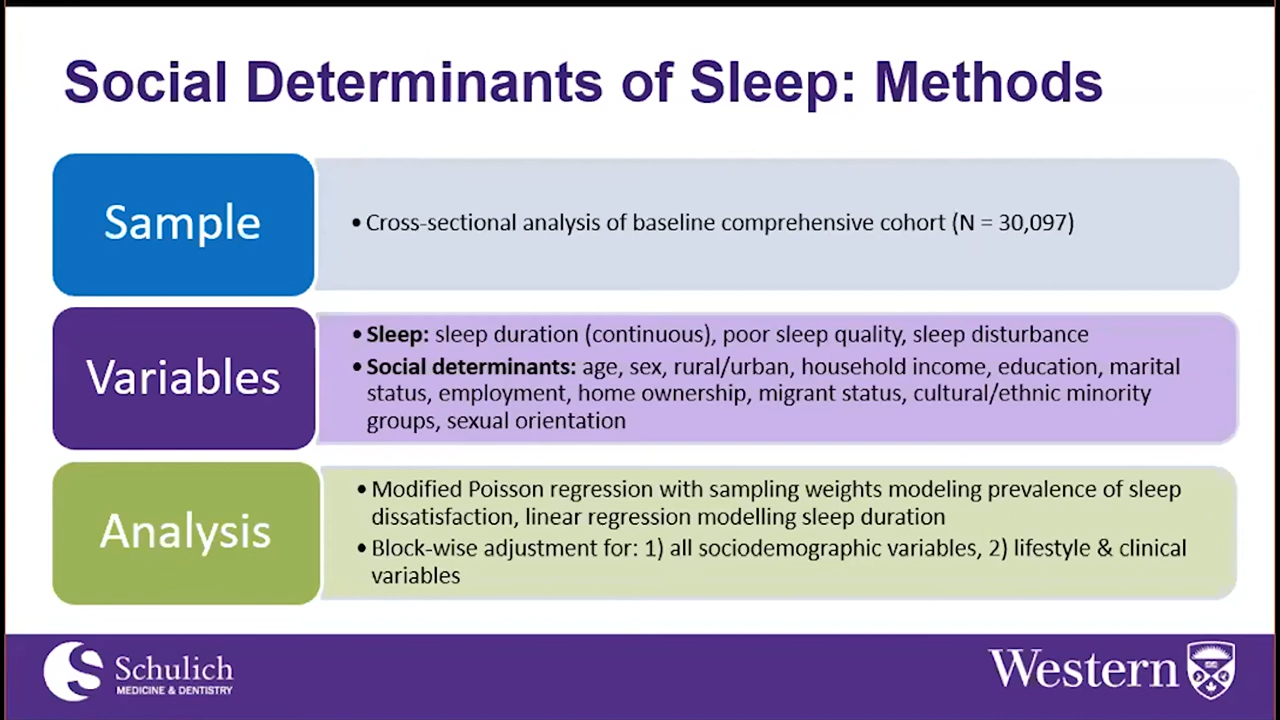 Social Determinants of Sleep: Methods
Sample
• Cross-sectional analysis of baseline comprehensive cohort (N = 30,097)
Variables
• Sleep: sleep duration (continuous), poor sleep quality, sleep disturbance
• Social determinants: age, sex, rural/urban, household income, education, marital
status, employment, home ownership, migrant status, cultural/ethnic minority
groups, sexual orientation
Analysis
• Modified Poisson regression with sampling weights modeling prevalence of sleep
dissatisfaction, linear regression modelling sleep duration
• Block-wise adjustment for: 1) all sociodemographic variables, 2) lifestyle & clinical
variables
Schulich
MEDICINE & DENTISTRY
Western